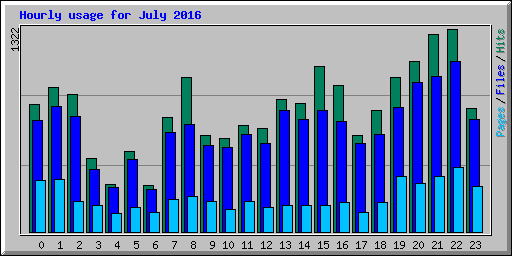 Hourly usage for July 2016
1322
Pages/Files/Hits
0 1 2 3 4 5 6 7 8 9 10 11 12 13 14 15 16 17 18 19 20 21 22 23